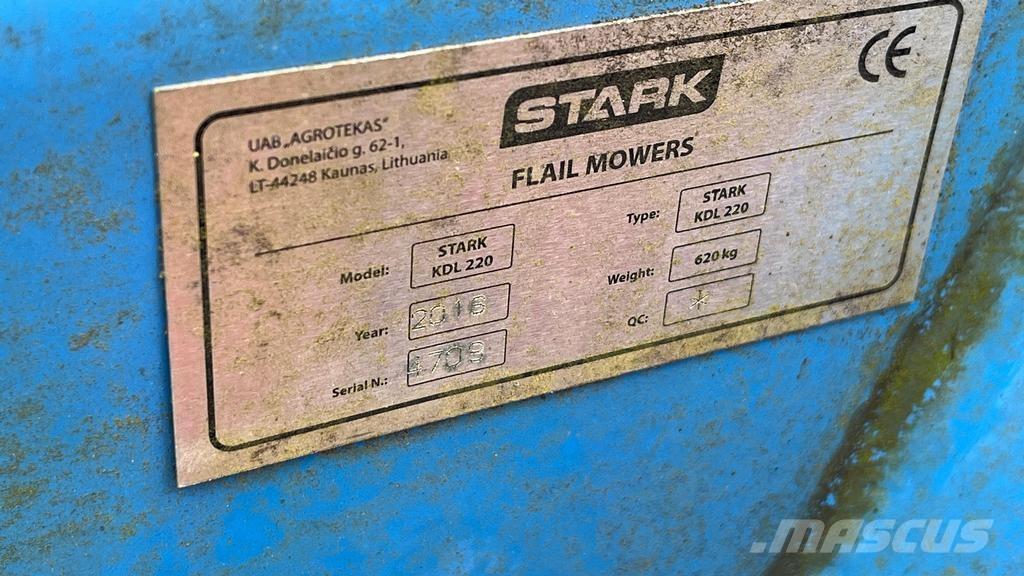 UAB „AGROTEKAS"
K. Donelaičio g. 62-1,
LT-44248 Kaunas, Lithuania
STARK
CE
FLAIL MOWERS
Model: STARK KDL 220
Type: STARK KDL 220
Year: 2016
Weight: 620 kg
Serial N.: 4709
QC: *
.MASCUS